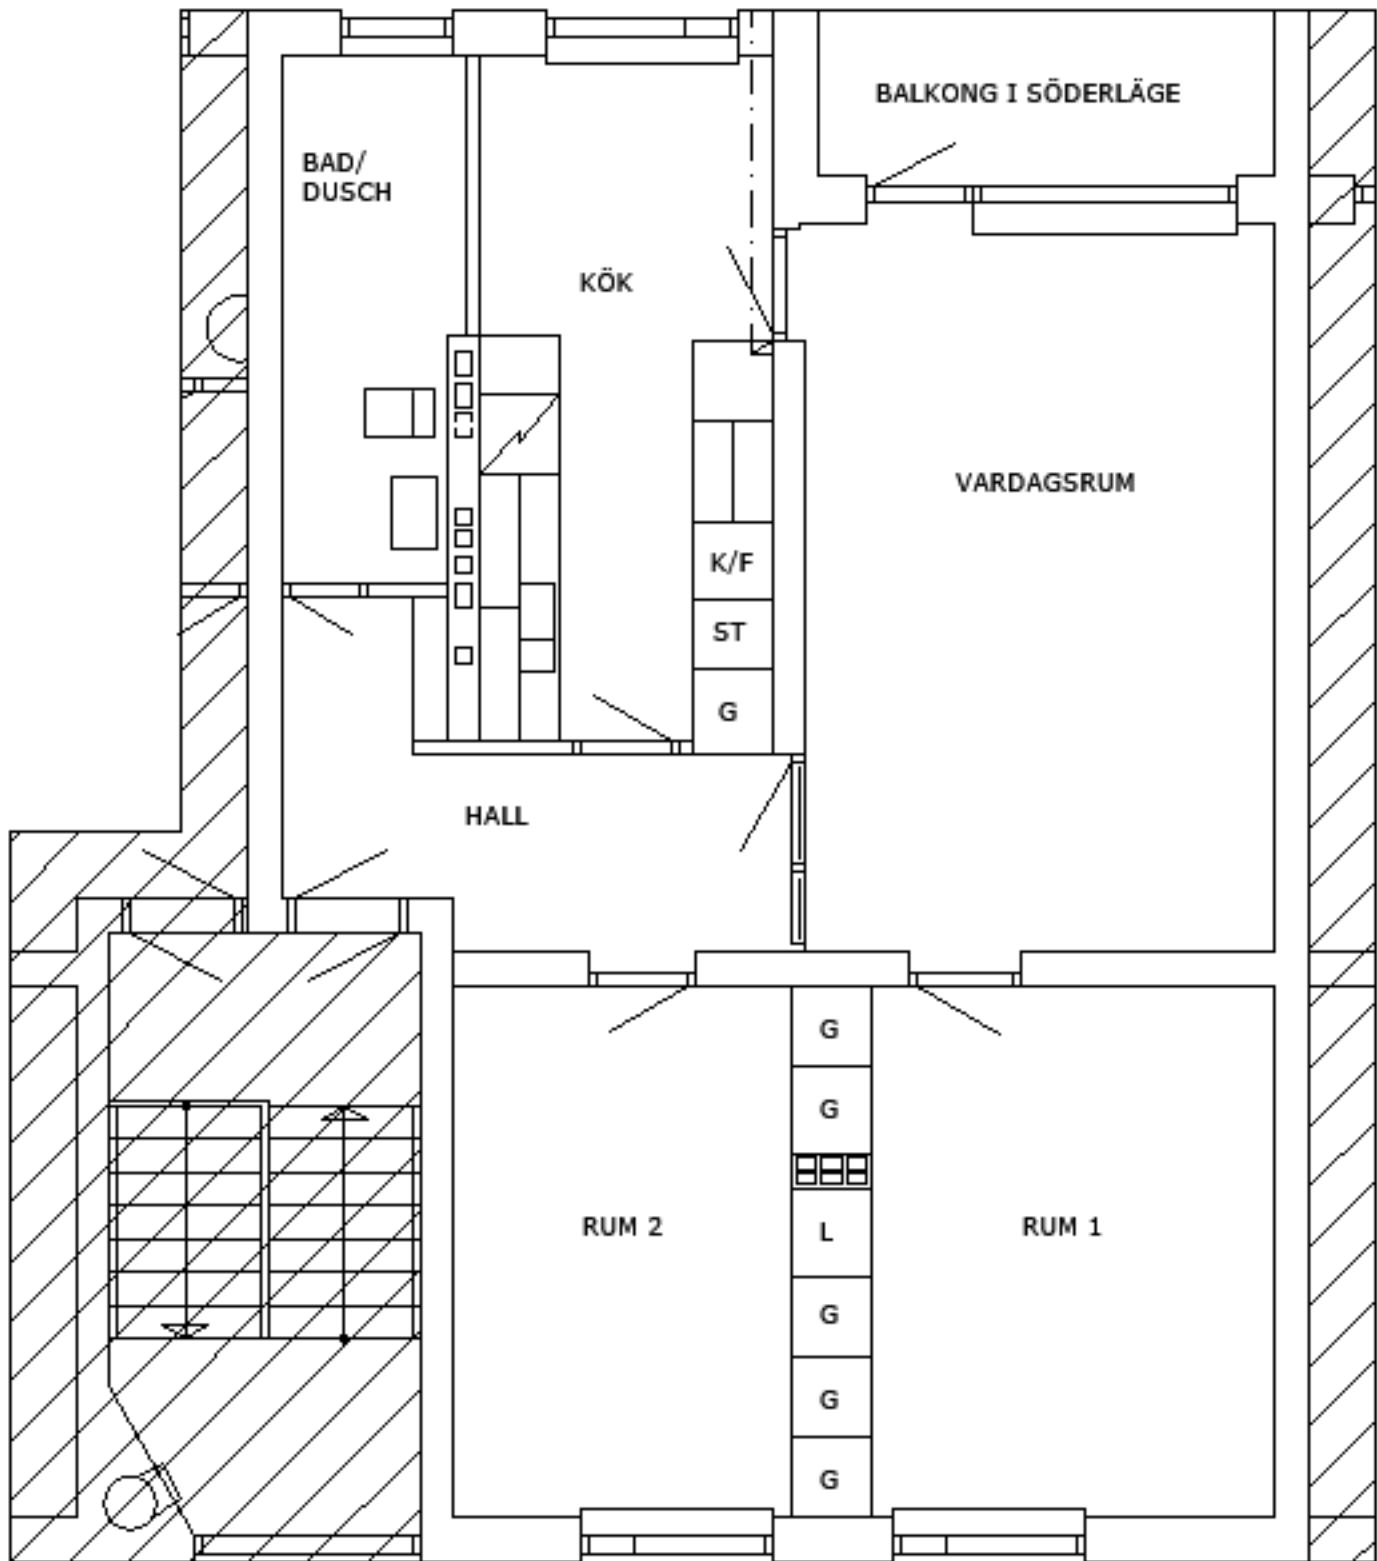 BALKONG I SÖDERLÄGE
BAD/
DUSCH
KÖK
VARDAGSRUM
K/F
ST
G
HALL
G
G
RUM 2
L
RUM 1
G
G
G